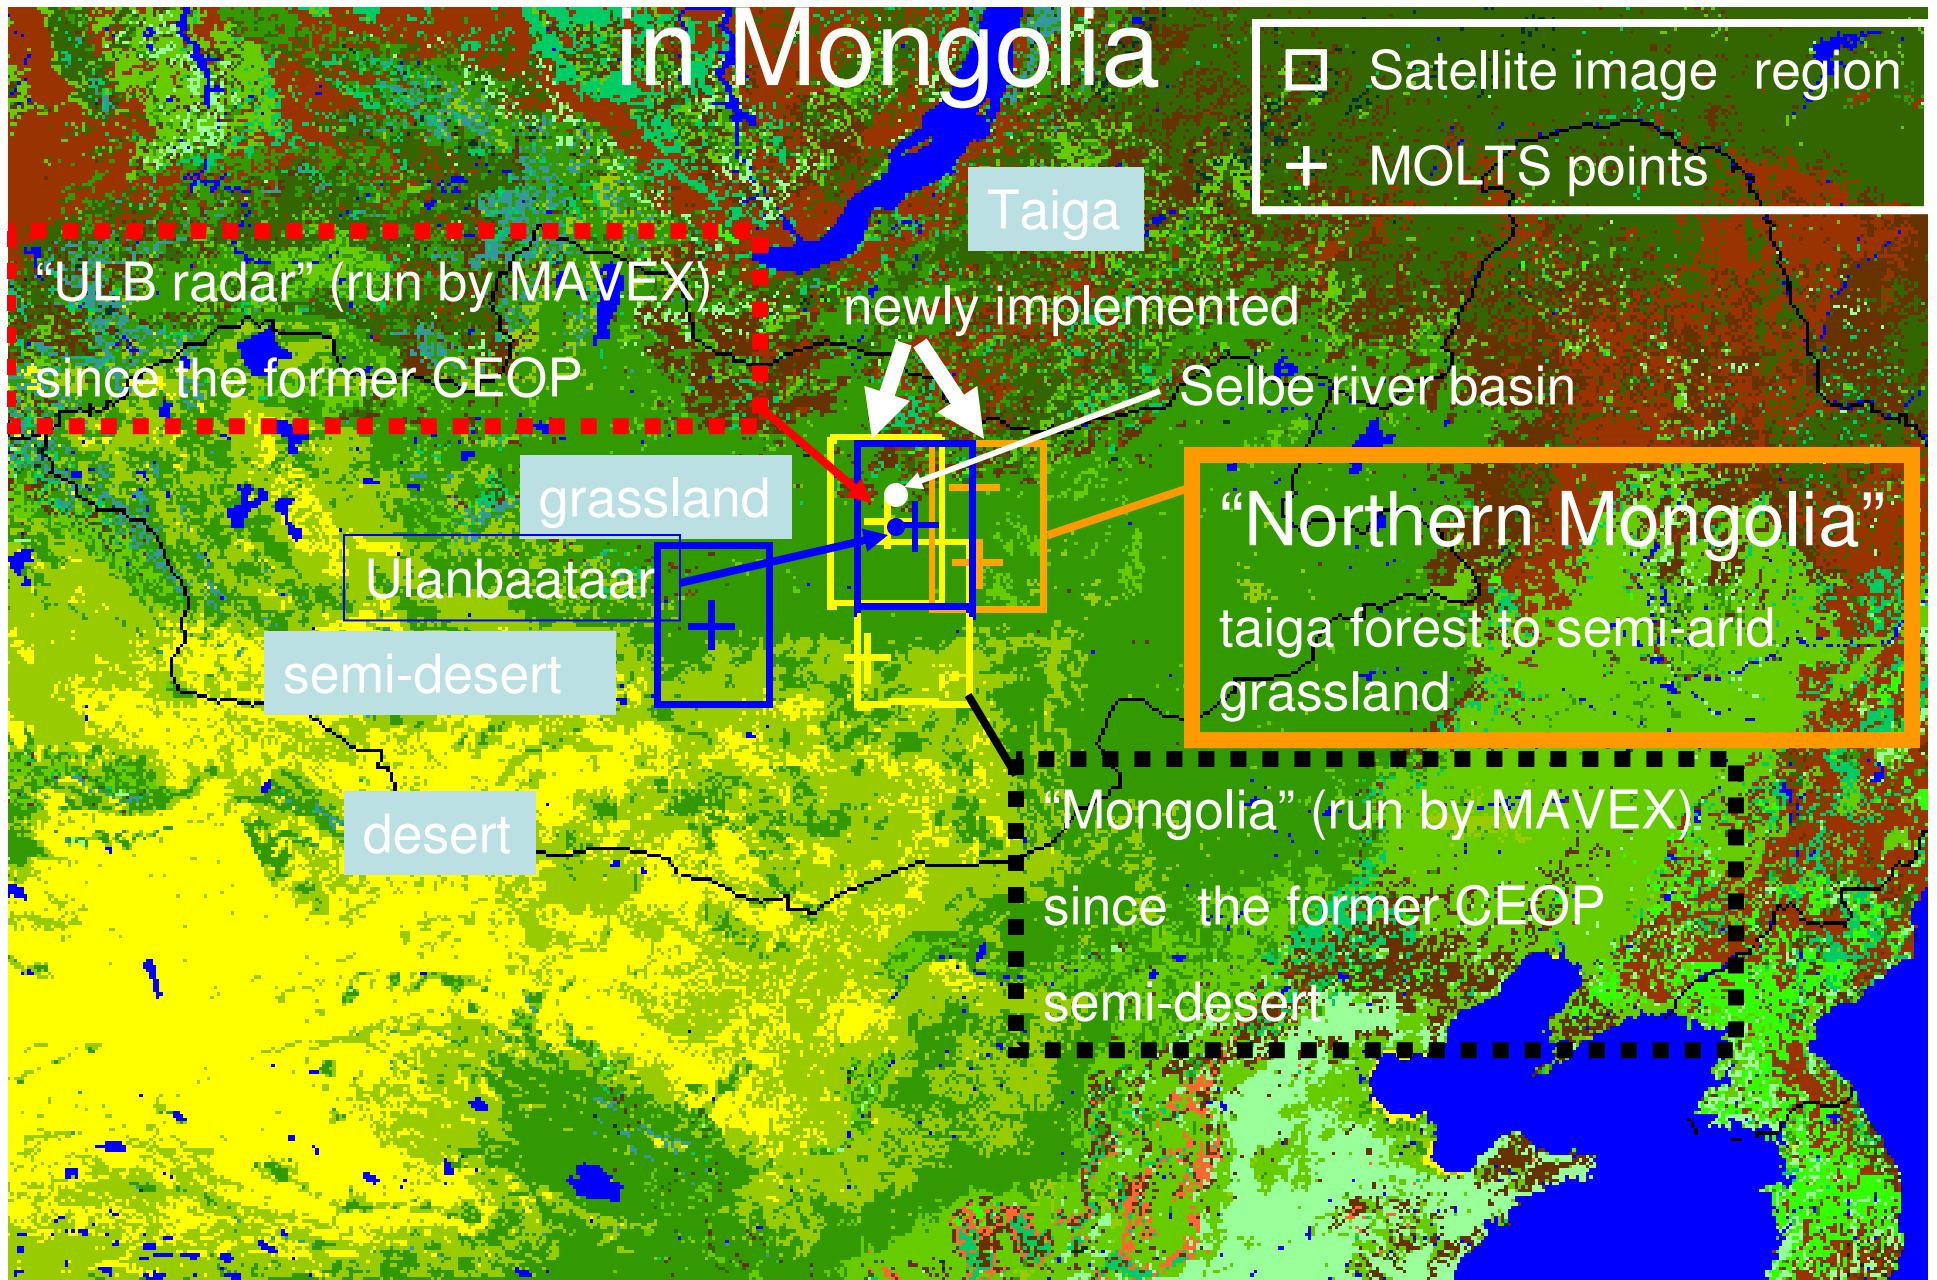 in Mongolia
Satellite image region
MOLTS points
Taiga
“ULB radar” (run by MAVEX)
since the former CEOP
newly implemented
Selbe river basin
grassland
“Northern Mongolia”
taiga forest to semi-arid
grassland
Ulanbaataar
semi-desert
desert
“Mongolia” (run by MAVEX)
since the former CEOP
semi-desert